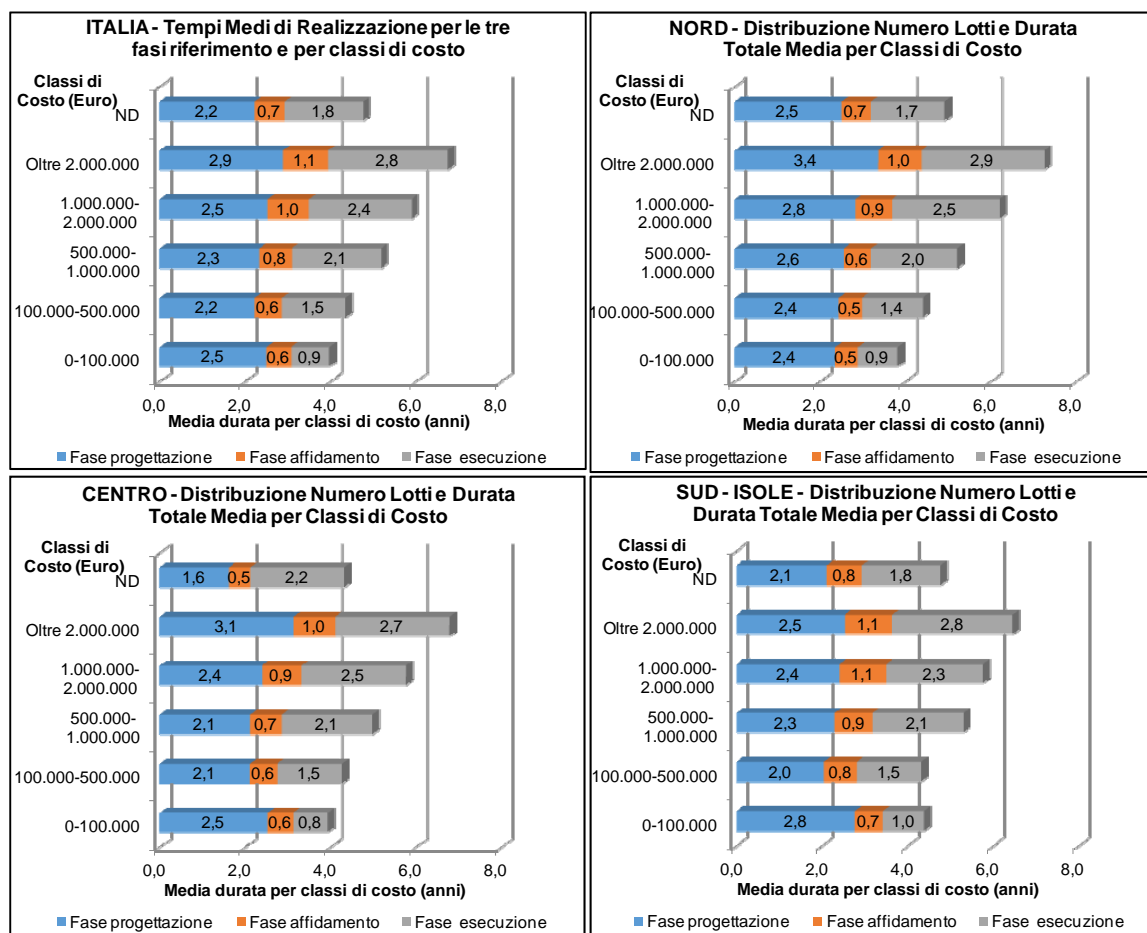 ITALIA - Tempi Medi di Realizzazione per le tre
fasi riferimento e per classi di costo
Classi di
Costo (Euro)
ND
2,2 0,7 1,8
Oltre 2.000.000
2,9 1,1 2,8
1.000.000-
2.000.000
2,5 1,0 2,4
500.000-
1.000.000
2,3 0,8 2,1
100.000-500.000
2,2 0,6 1,5
0-100.000
2,5 0,6 0,9
0,0 2,0 4,0 6,0 8,0
Media durata per classi di costo (anni)
Fase progettazione Fase affidamento Fase esecuzione
NORD - Distribuzione Numero Lotti e Durata
Totale Media per Classi di Costo
Classi di
Costo (Euro)
ND
2,5 0,7 1,7
Oltre 2.000.000
3,4 1,0 2,9
1.000.000-
2.000.000
2,8 0,9 2,5
500.000-
1.000.000
2,6 0,6 2,0
100.000-500.000
2,4 0,5 1,4
0-100.000
2,4 0,5 0,9
0,0 2,0 4,0 6,0 8,0
Media durata per classi di costo (anni)
Fase progettazione Fase affidamento Fase esecuzione
CENTRO - Distribuzione Numero Lotti e Durata
Totale Media per Classi di Costo
Classi di
Costo (Euro)
ND
1,6 0,5 2,2
Oltre 2.000.000
3,1 1,0 2,7
1.000.000-
2.000.000
2,4 0,9 2,5
500.000-
1.000.000
2,1 0,7 2,1
100.000-500.000
2,1 0,6 1,5
0-100.000
2,5 0,6 0,8
0,0 2,0 4,0 6,0 8,0
Media durata per classi di costo (anni)
Fase progettazione Fase affidamento Fase esecuzione
SUD - ISOLE - Distribuzione Numero Lotti e
Durata Totale Media per Classi di Costo
Classi di
Costo (Euro)
ND
2,1 0,8 1,8
Oltre 2.000.000
2,5 1,1 2,8
1.000.000-
2.000.000
2,4 1,1 2,3
500.000-
1.000.000
2,3 0,9 2,1
100.000-500.000
2,0 0,8 1,5
0-100.000
2,8 0,7 1,0
0,0 2,0 4,0 6,0 8,0
Media durata per classi di costo (anni)
Fase progettazione Fase affidamento Fase esecuzione